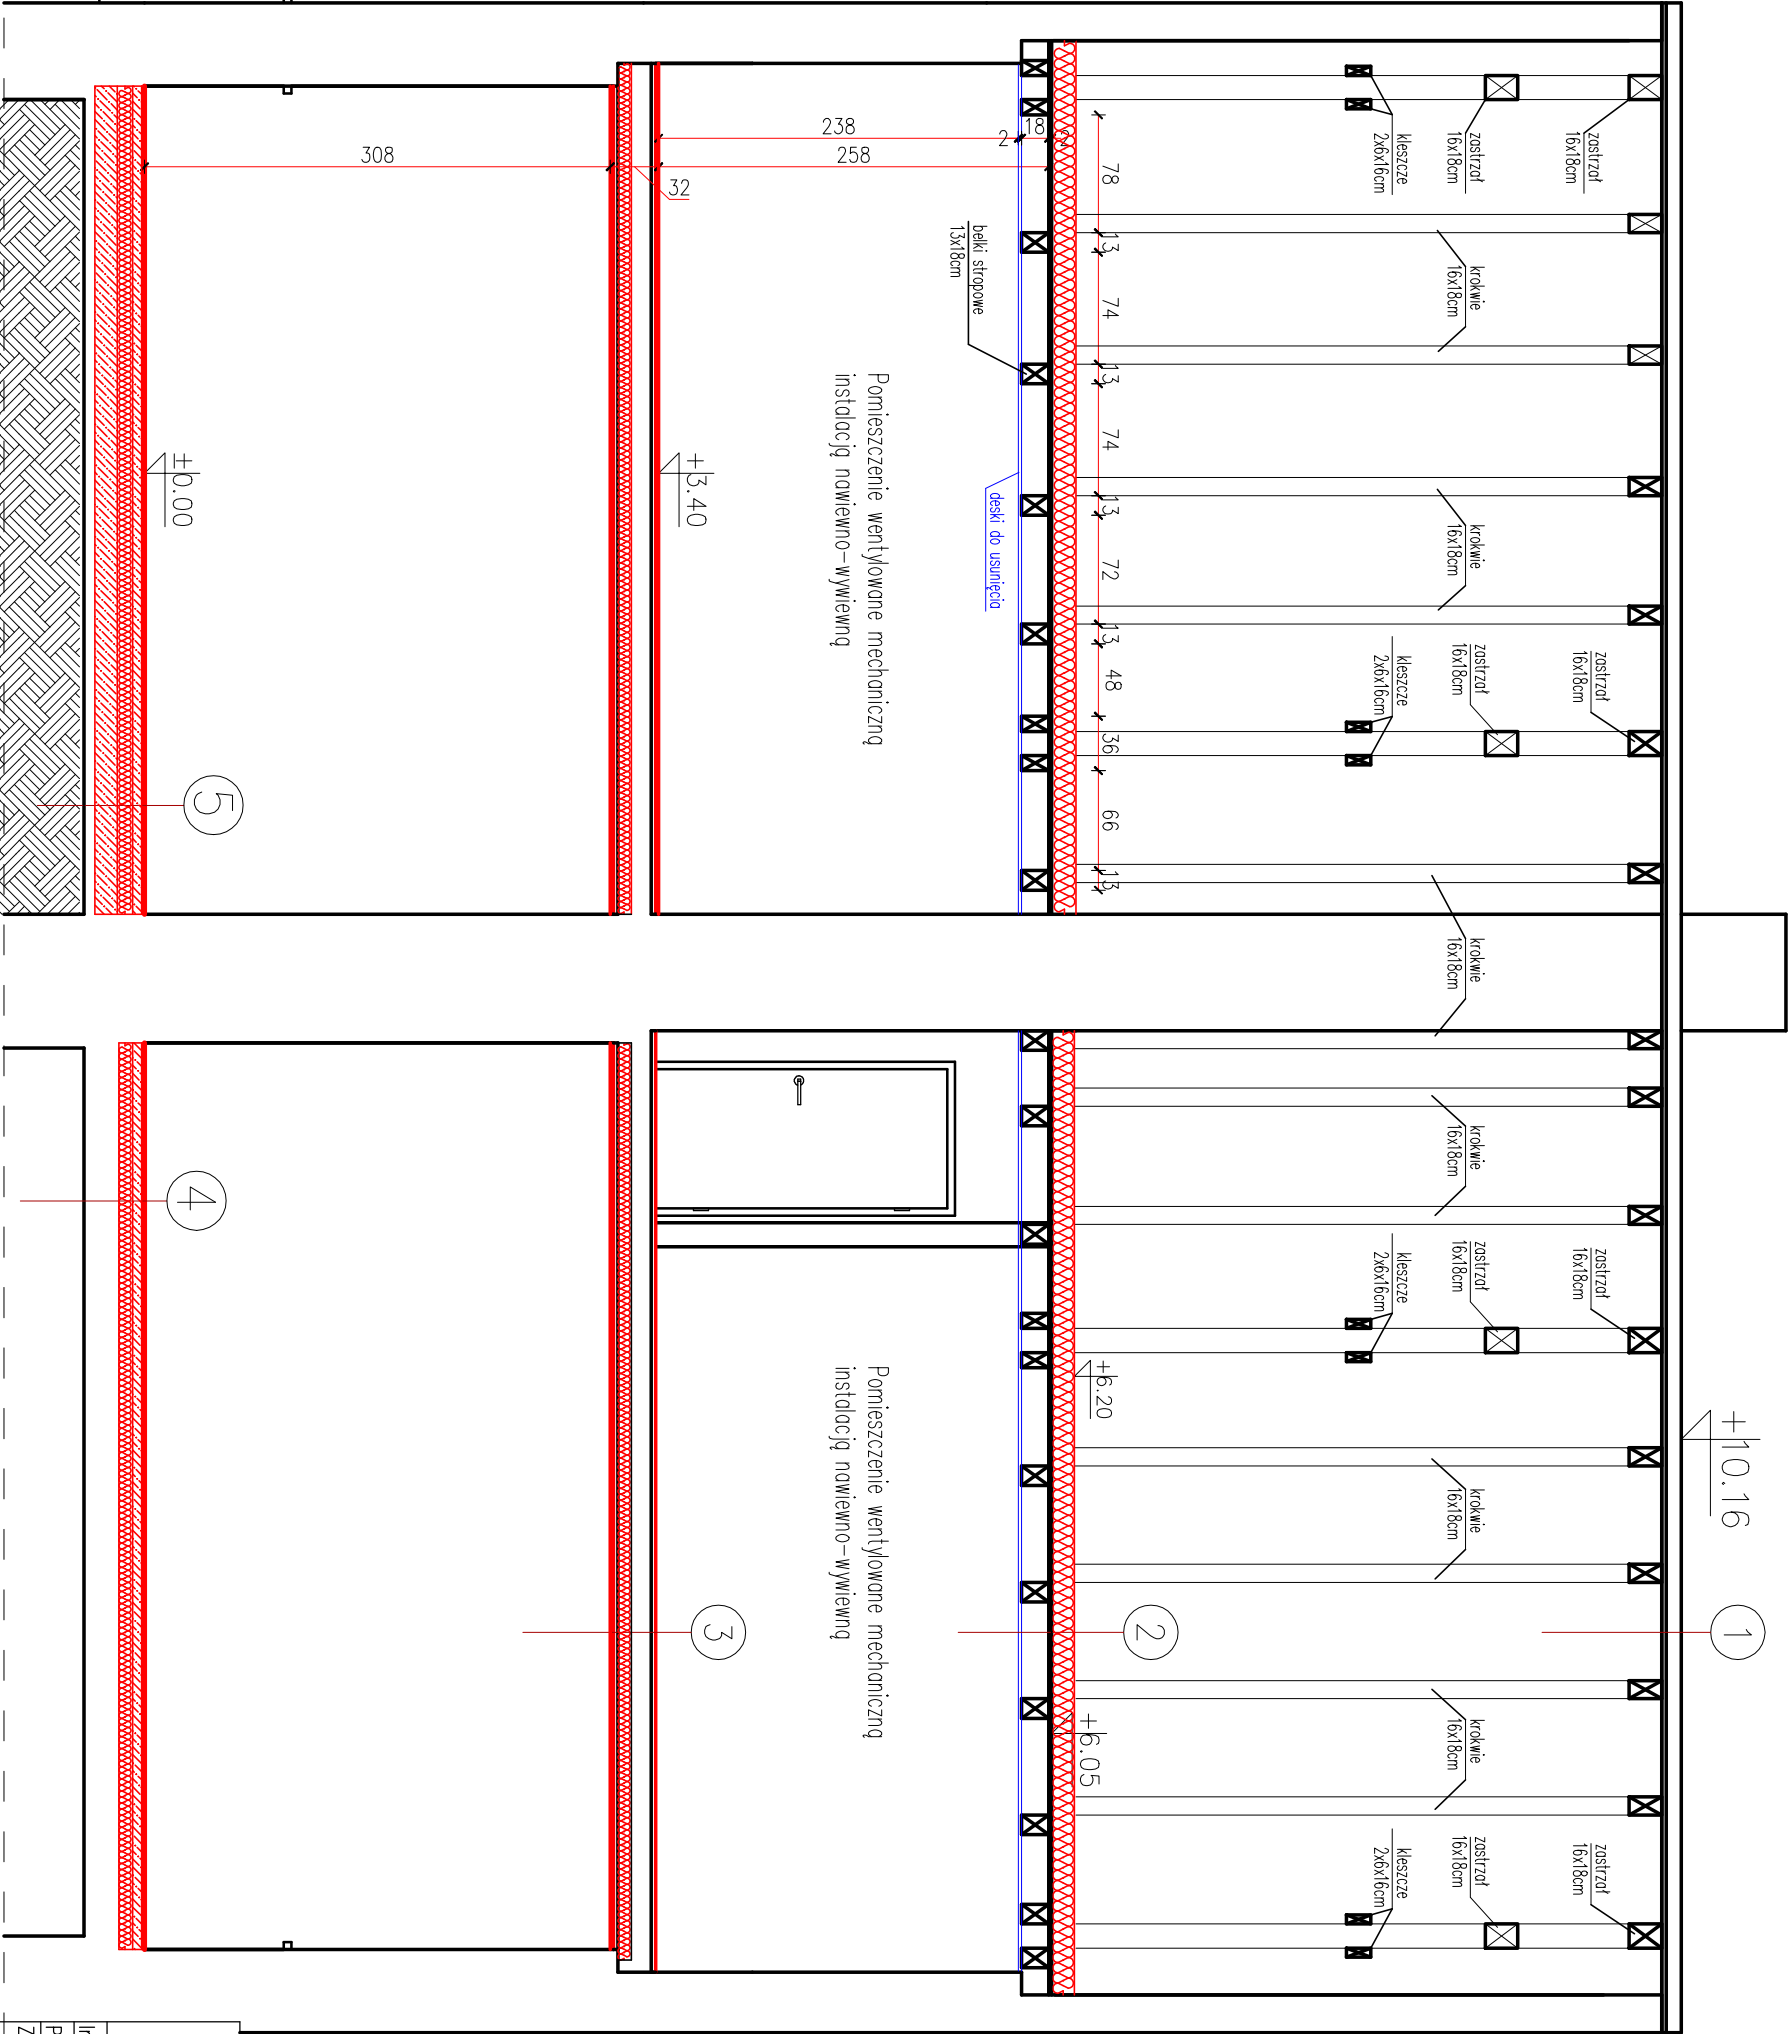 +10.16
1
zastrzał
16x18cm
zastrzał
16x18cm
kleszcze
2x6x16cm
krokwie
16x18cm
krokwie
16x18cm
zastrzał
16x18cm
zastrzał
16x18cm
kleszcze
2x6x16cm
krokwie
16x18cm
krokwie
16x18cm
zastrzał
16x18cm
zastrzał
16x18cm
kleszcze
2x6x16cm
krokwie
16x18cm
krokwie
16x18cm
zastrzał
16x18cm
zastrzał
16x18cm
kleszcze
2x6x16cm
2
+6.20
+6.05
78
13
74
13
74
13
72
13
48
36
66
13
2
18
2
238
258
32
308
belki stropowe
13x18cm
deski do usunięcia
Pomieszczenie wentylowane mechaniczną
instalacją nawiewno-wywiewną
Pomieszczenie wentylowane mechaniczną
instalacją nawiewno-wywiewną
+3.40
3
±0.00
5
4